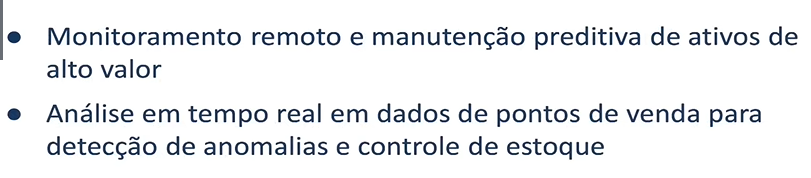 • Monitoramento remoto e manutenção preditiva de ativos de
alto valor
• Análise em tempo real em dados de pontos de venda para
detecção de anomalias e controle de estoque